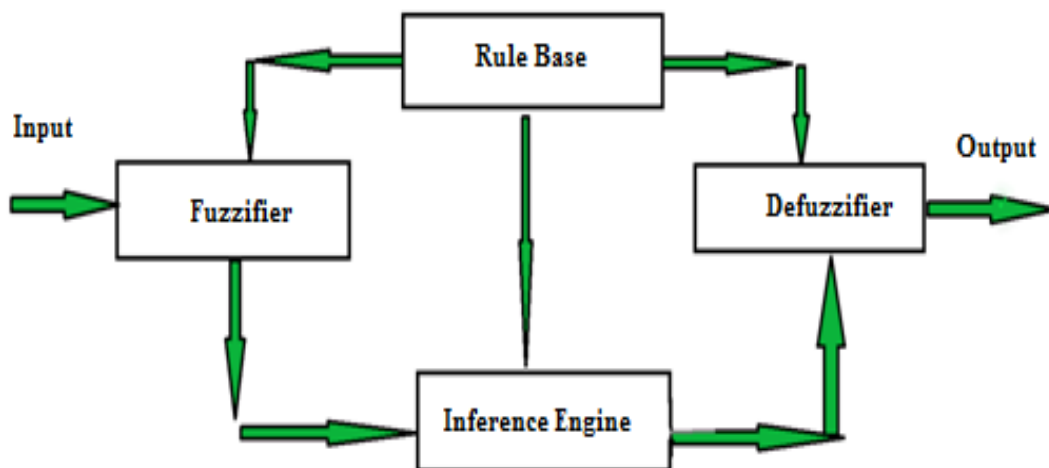 Rule Base
Input
Output
Fuzzifier
Defuzzifier
Inference Engine